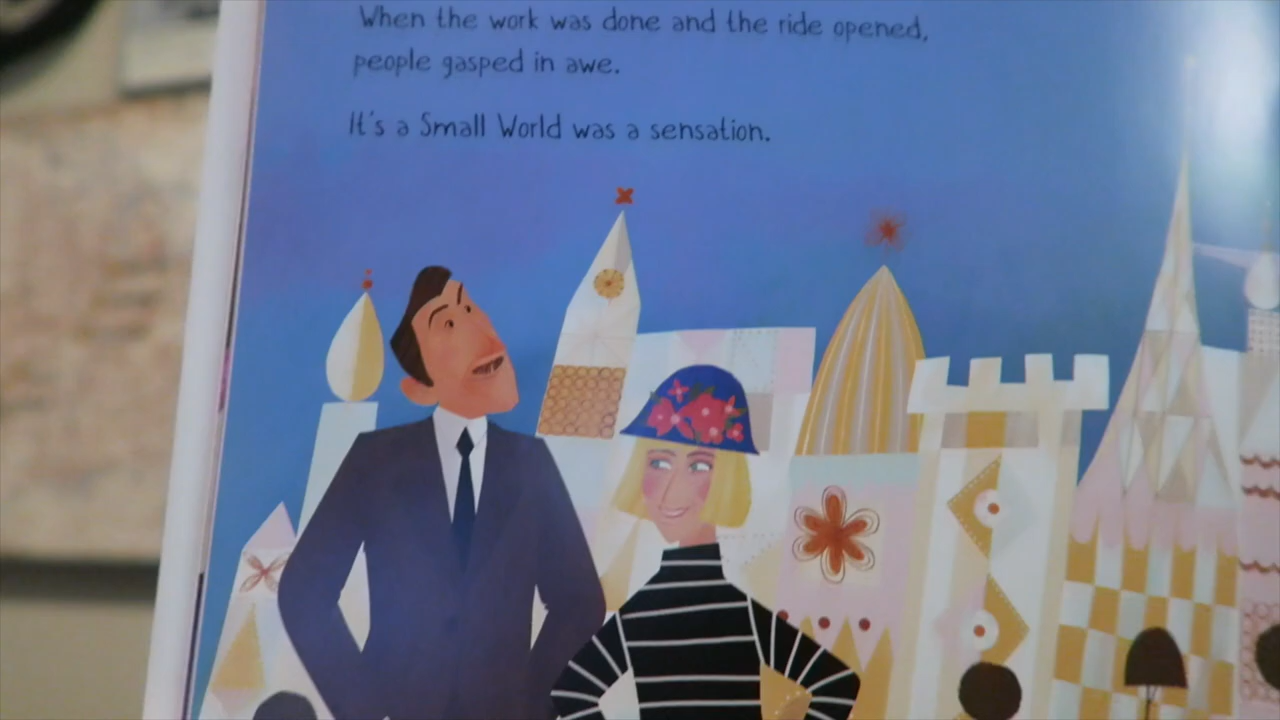 When the work was done and the ride opened,
people gasped in awe.
It's a Small World was a sensation.